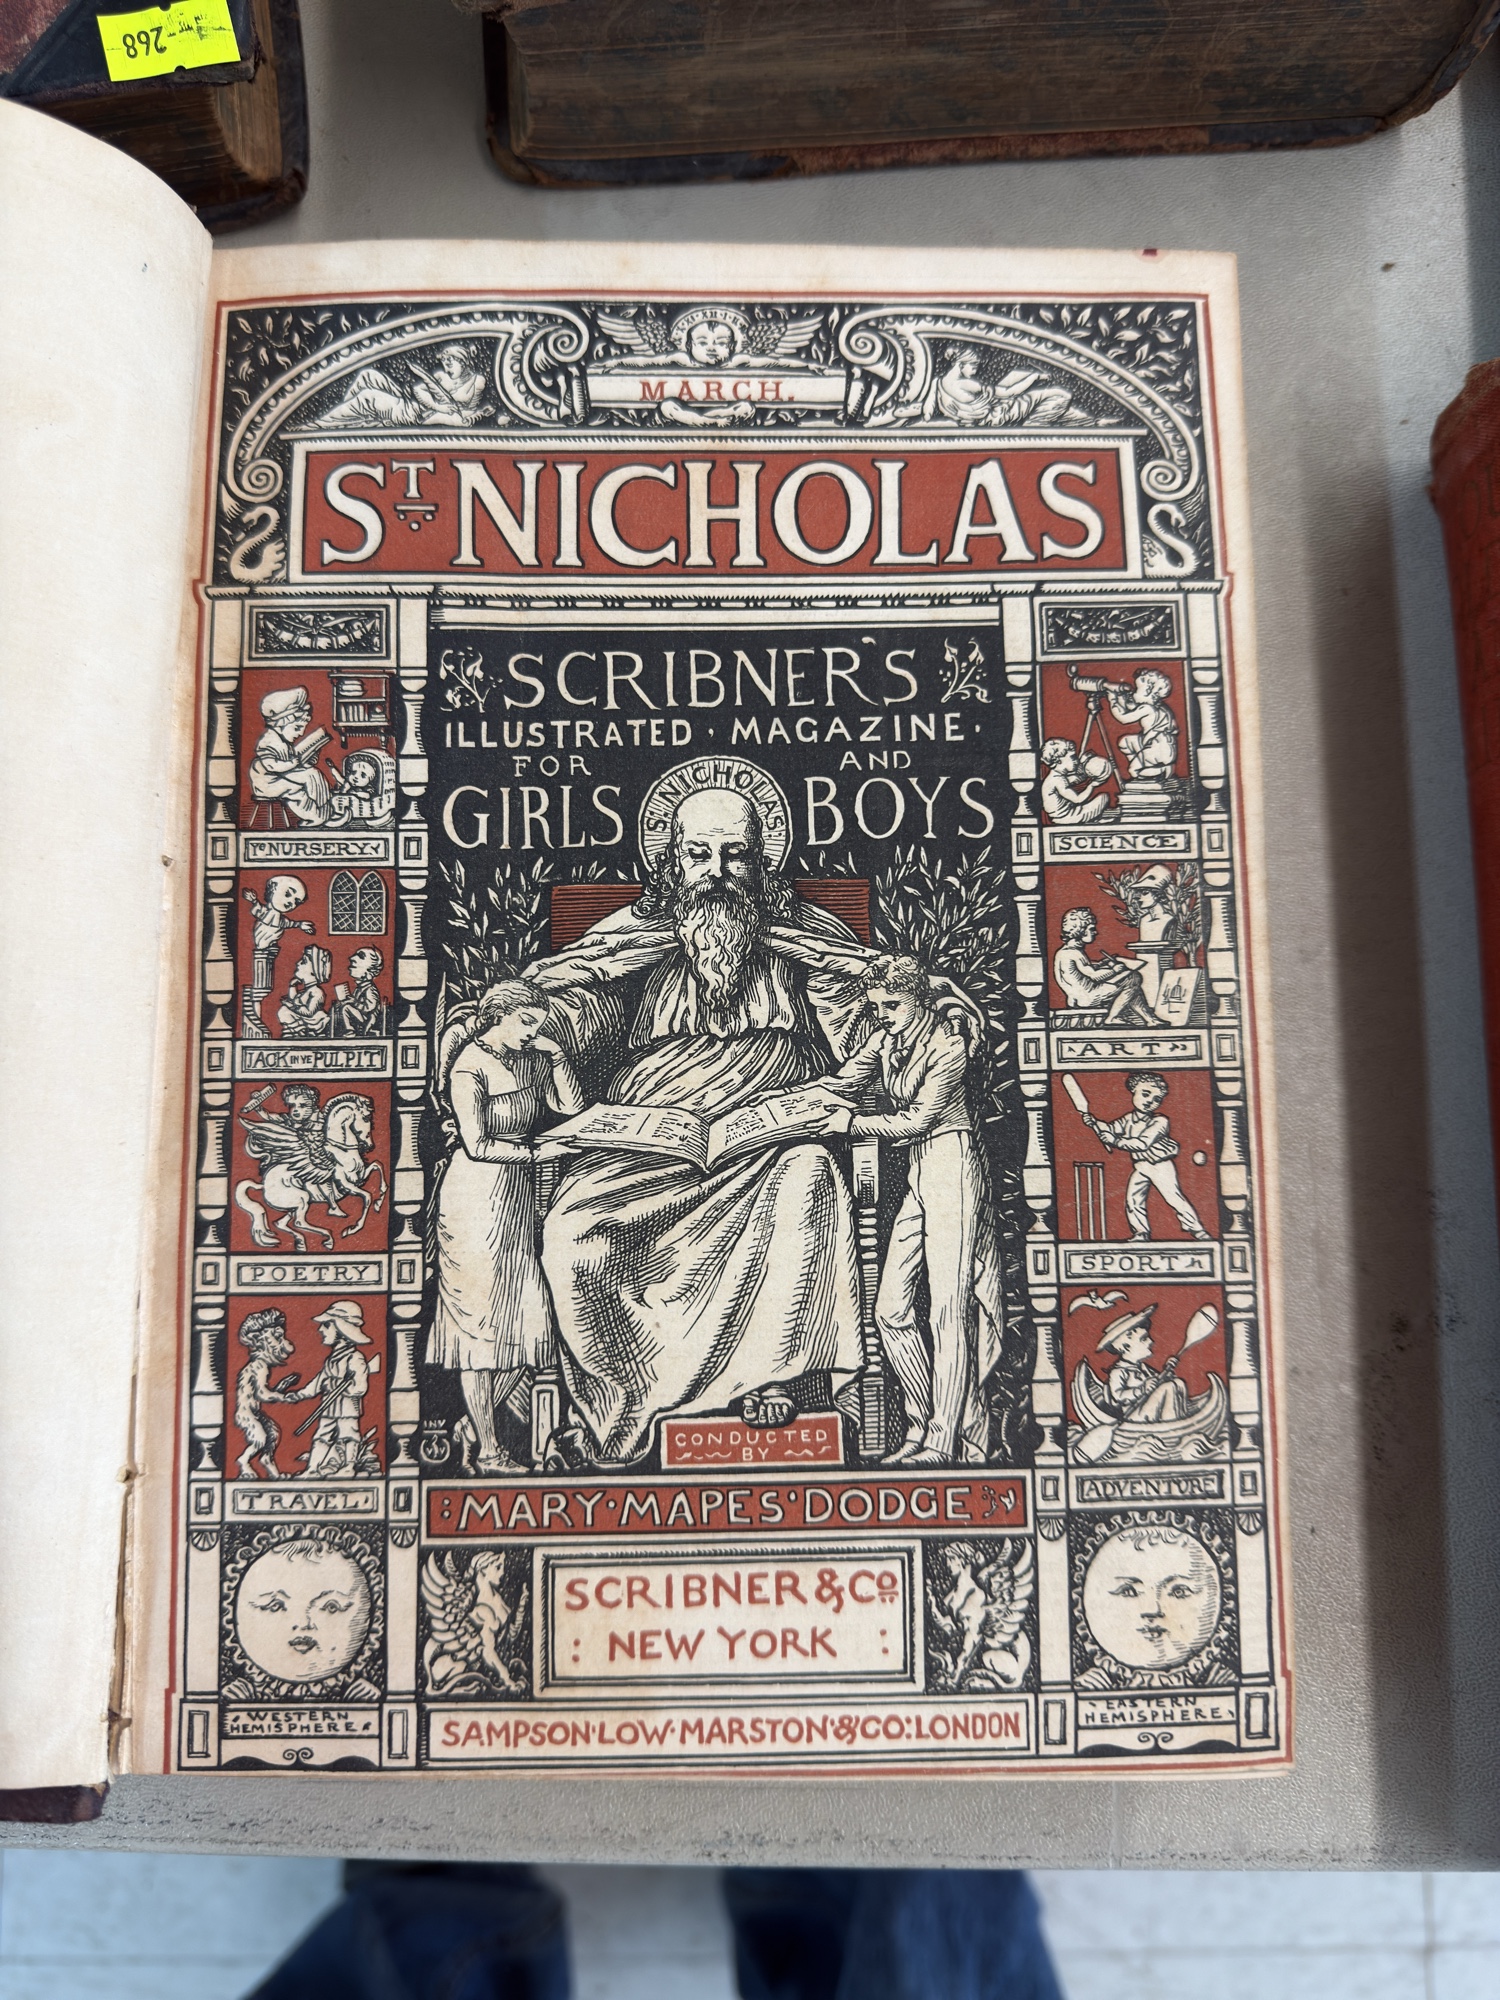 268
MARCH.
ST NICHOLAS
SCRIBNER'S
ILLUSTRATED · MAGAZINE ·
FOR AND
GIRLS BOYS
ST NICHOLAS
YE NURSERY
SCIENCE
JACK IN YE PULPIT
ART
POETRY
SPORT
TRAVEL
ADVENTURE
INV
CONDUCTED
BY
: MARY · MAPES · DODGE
SCRIBNER & CO
: NEW YORK :
WESTERN
HEMISPHERE
EASTERN
HEMISPHERE
SAMPSON · LOW · MARSTON · & CO: LONDON